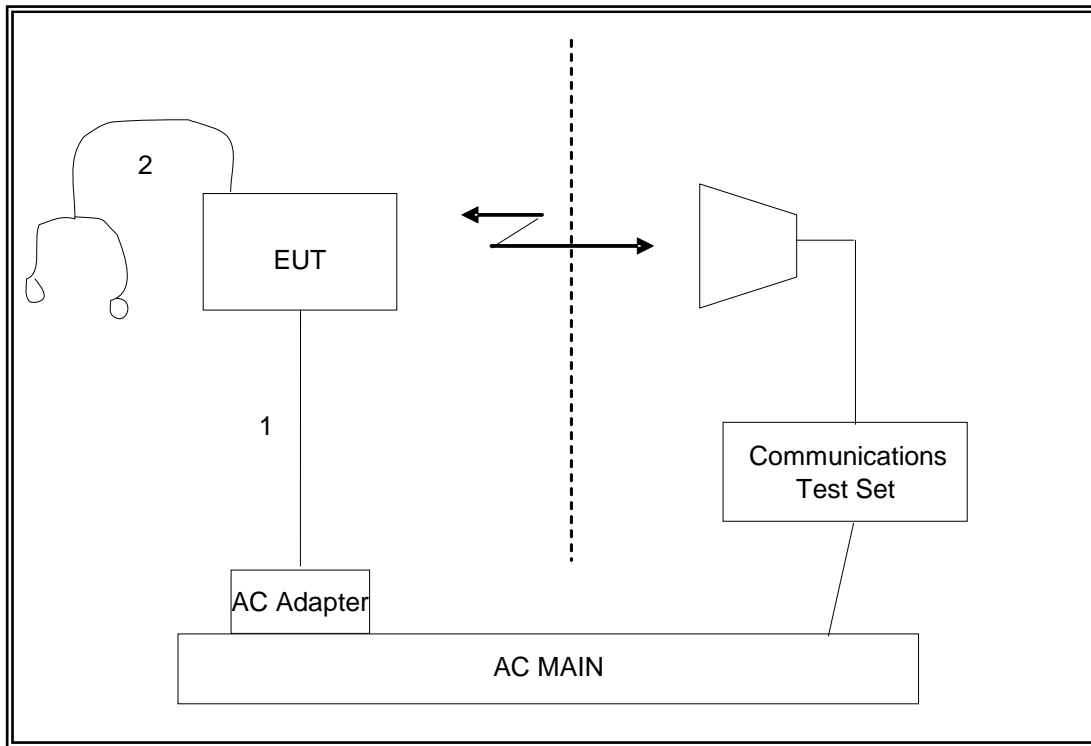 2
EUT
1
Communications
Test Set
AC Adapter
AC MAIN